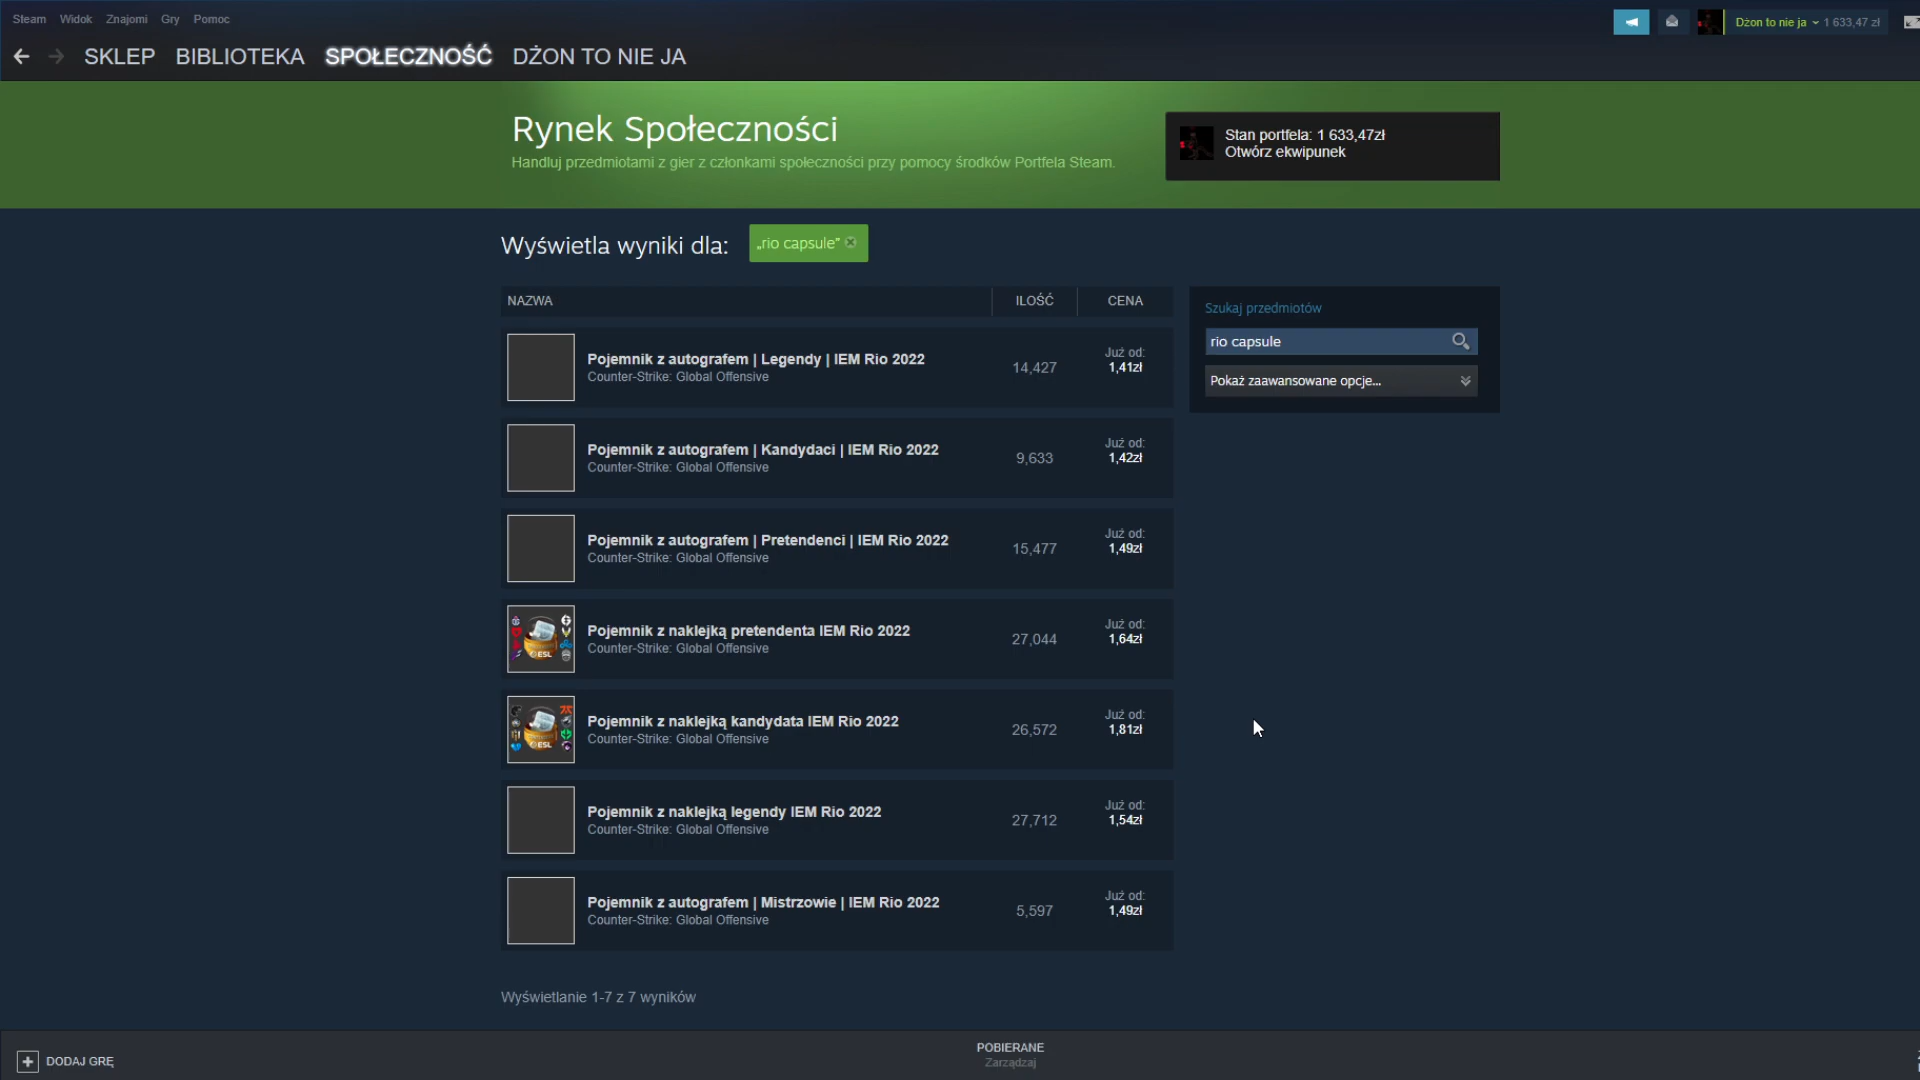 Steam Widok Znajomi Gry Pomoc
Dżon to nie ja 1 633,47 zł
SKLEP BIBLIOTEKA SPOŁECZNOŚĆ DŻON TO NIE JA
Rynek Społeczności
Handluj przedmiotami z gier z członkami społeczności przy pomocy środków Portfela Steam.
Stan portfela: 1 633,47zł
Otwórz ekwipunek
Wyświetla wyniki dla: „rio capsule”
NAZWA ILOŚĆ CENA
Pojemnik z autografem | Legendy | IEM Rio 2022
Counter-Strike: Global Offensive
14,427
Już od:
1,41zł
Pojemnik z autografem | Kandydaci | IEM Rio 2022
Counter-Strike: Global Offensive
9,633
Już od:
1,42zł
Pojemnik z autografem | Pretendenci | IEM Rio 2022
Counter-Strike: Global Offensive
15,477
Już od:
1,49zł
Pojemnik z naklejką pretendenta IEM Rio 2022
Counter-Strike: Global Offensive
27,044
Już od:
1,64zł
ESL
Pojemnik z naklejką kandydata IEM Rio 2022
Counter-Strike: Global Offensive
26,572
Już od:
1,81zł
ESL
Pojemnik z naklejką legendy IEM Rio 2022
Counter-Strike: Global Offensive
27,712
Już od:
1,54zł
Pojemnik z autografem | Mistrzowie | IEM Rio 2022
Counter-Strike: Global Offensive
5,597
Już od:
1,49zł
Szukaj przedmiotów
rio capsule
Pokaż zaawansowane opcje...
Wyświetlanie 1-7 z 7 wyników
DODAJ GRĘ
POBIERANE
Zarządzaj